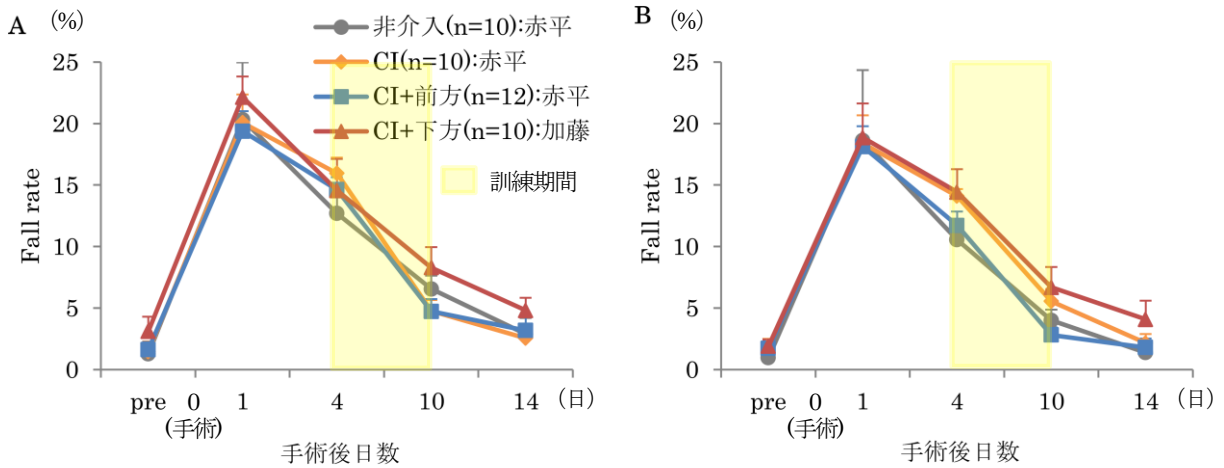 A
(%)
Fall rate
25
20
15
10
5
0
非介入(n=10):赤平
CI(n=10):赤平
CI+前方(n=12):赤平
CI+下方(n=10):加藤
訓練期間
pre 0 1 4 10 14 (日)
(手術)
手術後日数
B
(%)
Fall rate
25
20
15
10
5
0
pre 0 1 4 10 14 (日)
(手術)
手術後日数